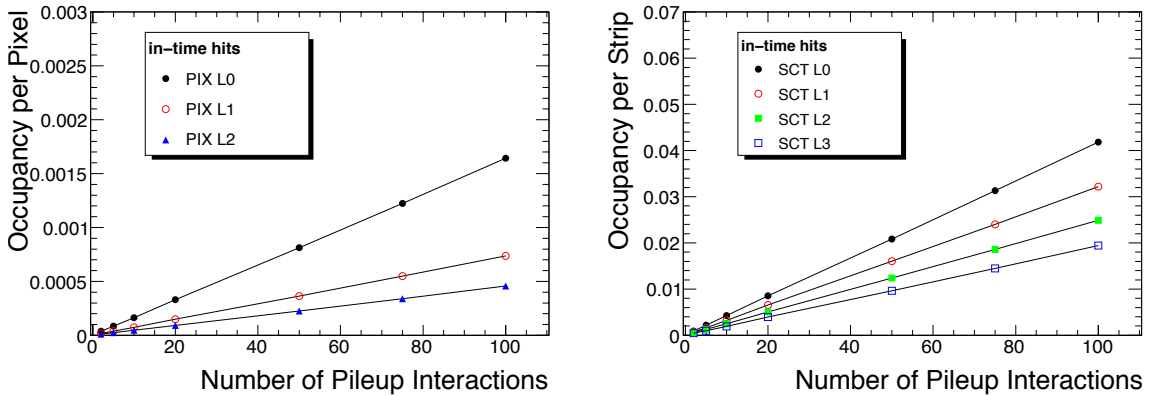 Occupancy per Pixel
0.003
0.0025
0.002
0.0015
0.001
0.0005
0
in−time hits
PIX L0
PIX L1
PIX L2
0 20 40 60 80 100
Number of Pileup Interactions
Occupancy per Strip
0.07
0.06
0.05
0.04
0.03
0.02
0.01
0
in−time hits
SCT L0
SCT L1
SCT L2
SCT L3
0 20 40 60 80 100
Number of Pileup Interactions